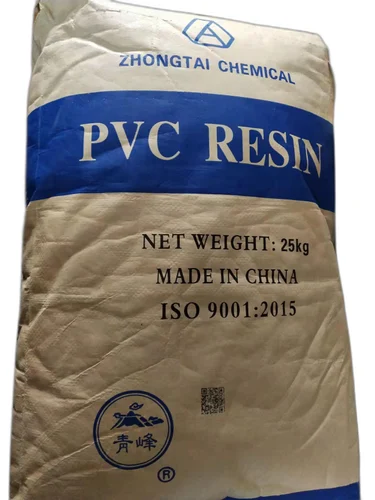 ZHONGTAI CHEMICAL
PVC RESIN
NET WEIGHT: 25kg
MADE IN CHINA
ISO 9001:2015
青峰
®